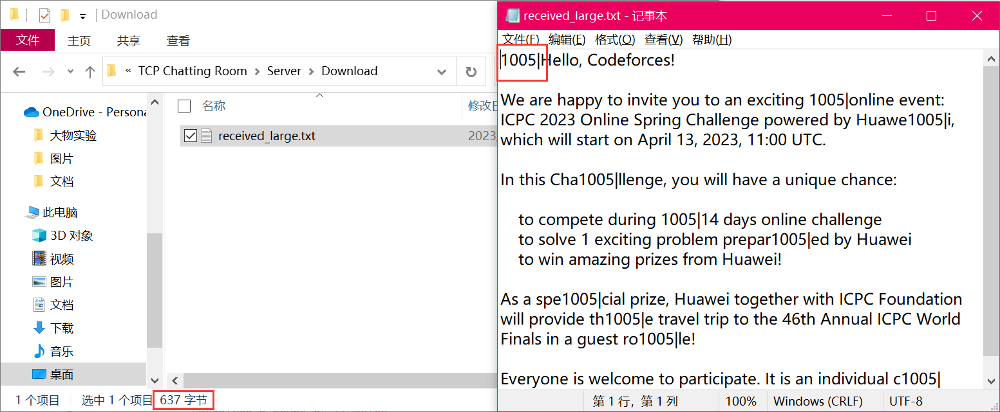 Download
文件
主页
共享
查看
« TCP Chatting Room > Server > Download
OneDrive - Persona
大物实验
图片
文档
此电脑
3D 对象
视频
图片
文档
下载
音乐
桌面
名称
修改日
received_large.txt
2023
1 个项目
选中 1 个项目
637 字节
received_large.txt - 记事本
文件(F) 编辑(E) 格式(O) 查看(V) 帮助(H)
1005|Hello, Codeforces!
We are happy to invite you to an exciting 1005|online event:
ICPC 2023 Online Spring Challenge powered by Huawe1005|i,
which will start on April 13, 2023, 11:00 UTC.
In this Cha1005|llenge, you will have a unique chance:
to compete during 1005|14 days online challenge
to solve 1 exciting problem prepar1005|ed by Huawei
to win amazing prizes from Huawei!
As a spe1005|cial prize, Huawei together with ICPC Foundation
will provide th1005|e travel trip to the 46th Annual ICPC World
Finals in a guest ro1005|le!
Everyone is welcome to participate. It is an individual c1005|
第 1 行，第 1 列
100%
Windows (CRLF)
UTF-8